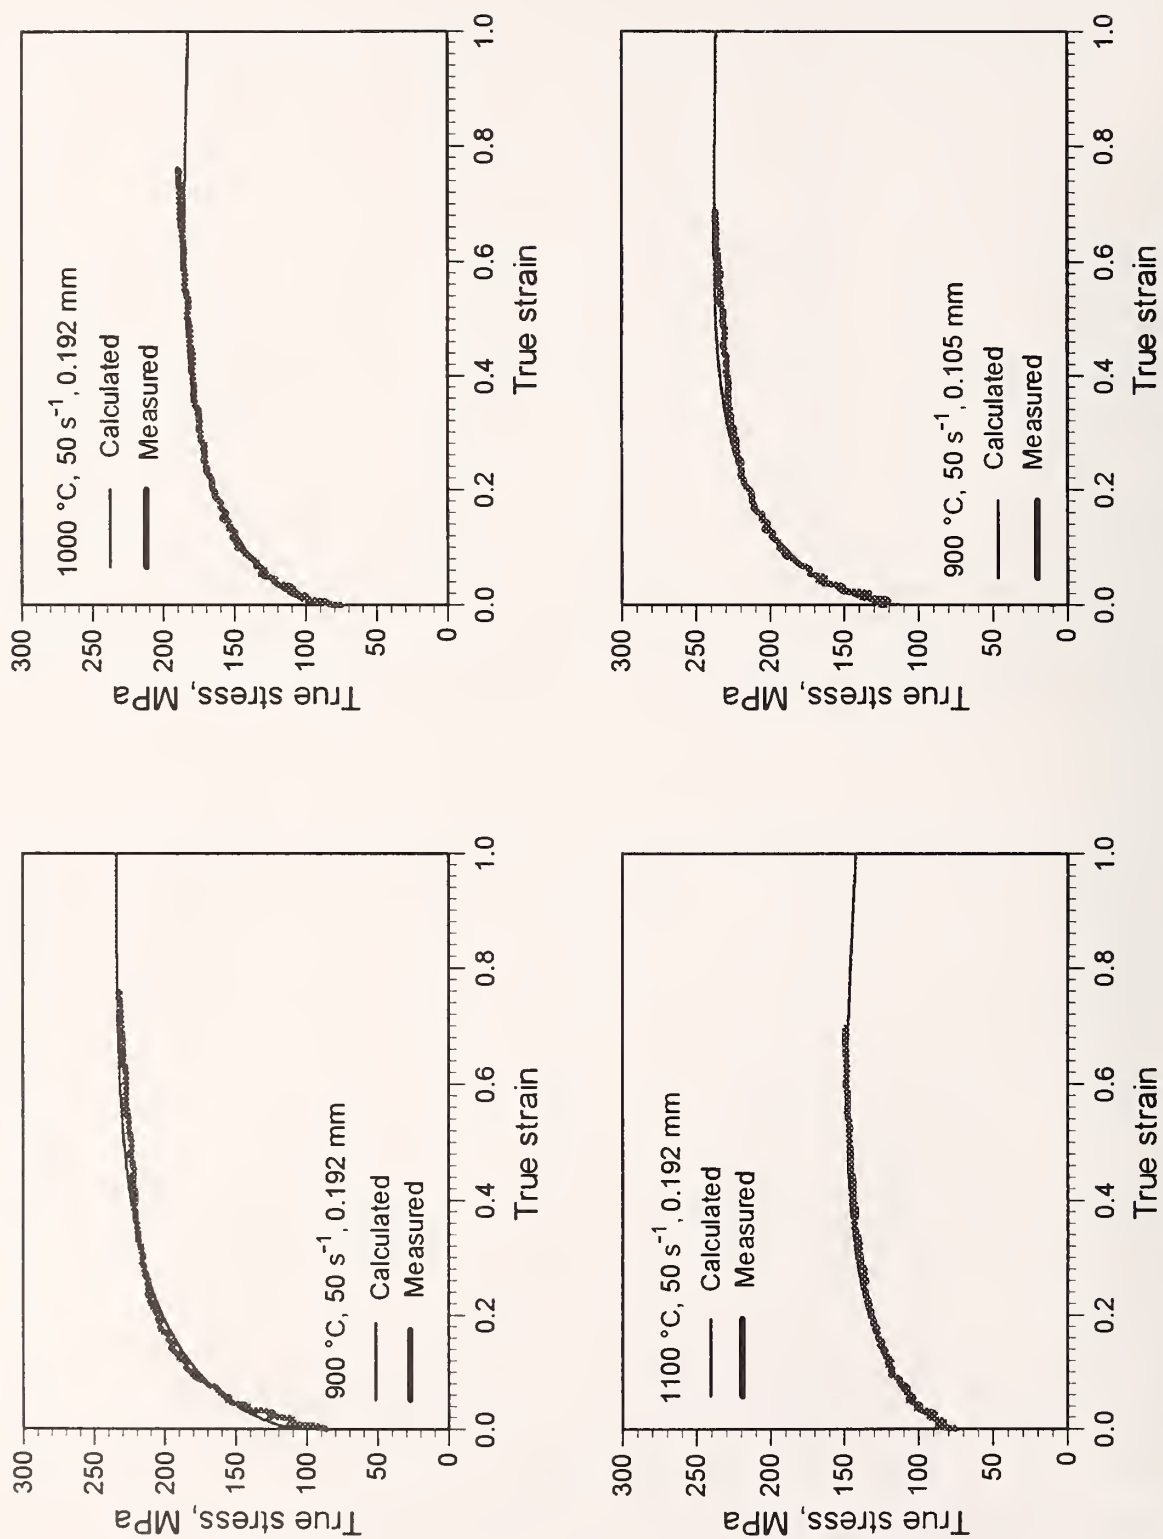 300
250
200
150
100
50
0
True stress, MPa
900 °C, 50 s⁻¹, 0.192 mm
Calculated
Measured
0.0 0.2 0.4 0.6 0.8 1.0
True strain
300
250
200
150
100
50
0
True stress, MPa
1000 °C, 50 s⁻¹, 0.192 mm
Calculated
Measured
0.0 0.2 0.4 0.6 0.8 1.0
True strain
300
250
200
150
100
50
0
True stress, MPa
1100 °C, 50 s⁻¹, 0.192 mm
Calculated
Measured
0.0 0.2 0.4 0.6 0.8 1.0
True strain
300
250
200
150
100
50
0
True stress, MPa
900 °C, 50 s⁻¹, 0.105 mm
Calculated
Measured
0.0 0.2 0.4 0.6 0.8 1.0
True strain